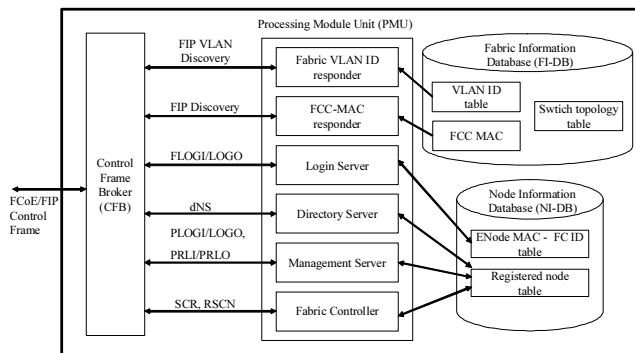 Processing Module Unit (PMU)
FIP VLAN
Discovery
Fabric VLAN ID
responder
Fabric Information
Database (FI-DB)
VLAN ID
table
Swtich topology
table
FIP Discovery
FCC-MAC
responder
FCC MAC
Control
Frame
Broker
(CFB)
FLOGI/LOGO
Login Server
FCoE/FIP
Control
Frame
Node Information
Database (NI-DB)
dNS
Directory Server
ENode MAC - FC ID
table
PLOGI/LOGO,
PRLI/PRLO
Management Server
Registered node
table
SCR, RSCN
Fabric Controller